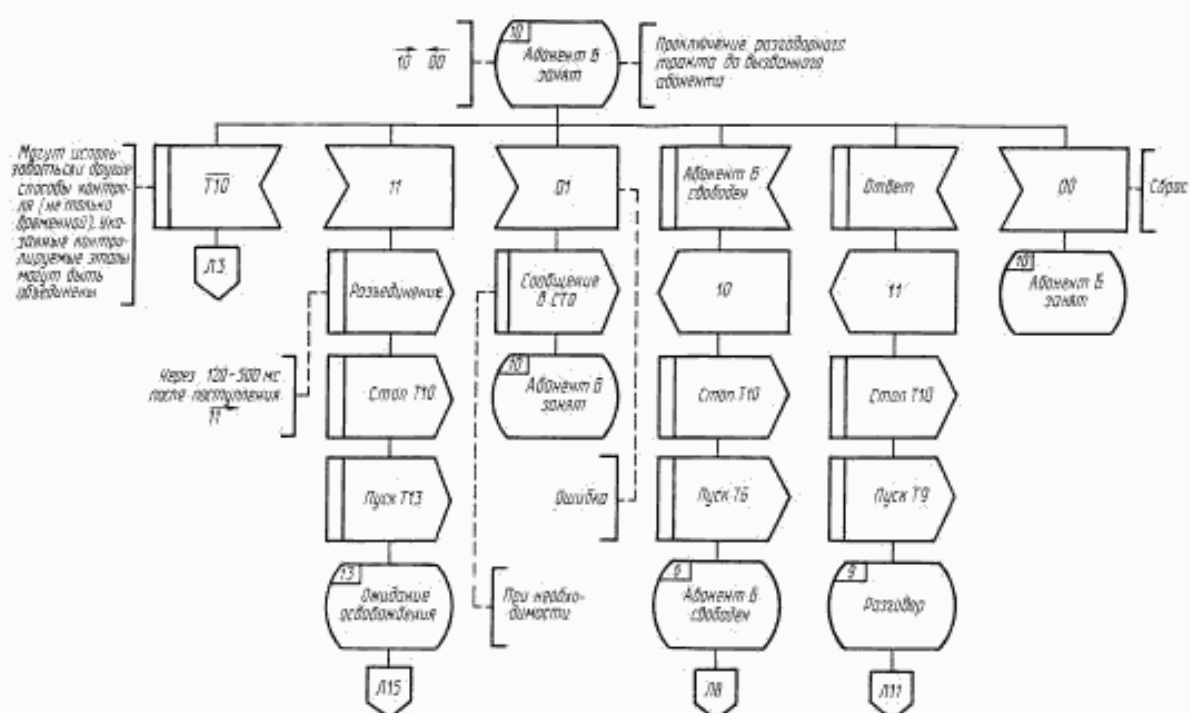 10
Абонент Б
занят
10 00
Проключение разговорного
тракта до вызванного
абонента
Могут исполь-
зоваться другие
способы контро-
ля (не только
временной). Ука-
занные контро-
лируемые этапы
могут быть
объединены
Т10
11
01
Абонент Б
свободен
Ответ
00
Сброс
Л3
Разъединение
Сообщение
в СТО
10
11
10
Абонент Б
занят
Через 120-500 мс
после поступления
11
Стоп Т10
10
Абонент Б
занят
Стоп Т10
Стоп Т10
Пуск Т13
Ошибка
Пуск Т6
Пуск Т9
13
Ожидание
освобождения
При необхо-
димости
6
Абонент Б
свободен
9
Разговор
Л15
Л8
Л11